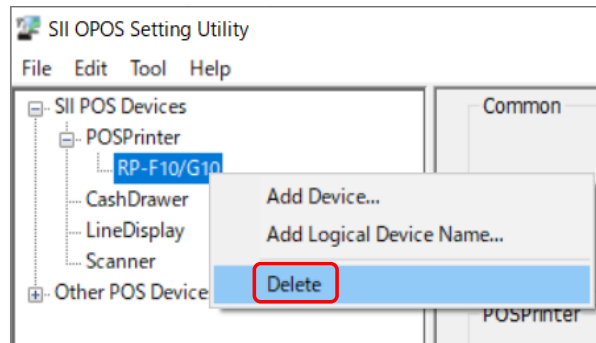 SII OPOS Setting Utility
File Edit Tool Help
SII POS Devices
POSPrinter
RP-F10/G10
CashDrawer
LineDisplay
Scanner
Other POS Device
Common
Add Device...
Add Logical Device Name...
Delete
POSPrinter